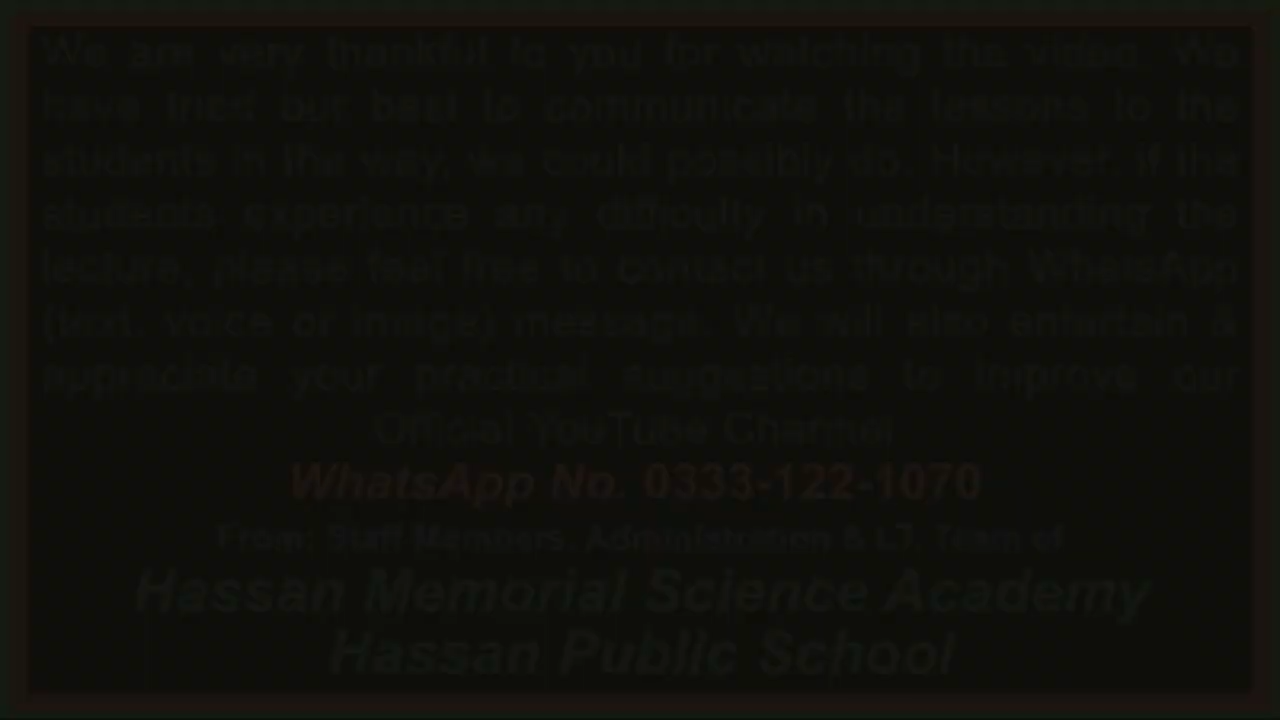 We are very thankful to you for watching the video. We
have tried our best to communicate the lessons to the
students in the way, we could possibly do. However, if the
students experience any difficulty in understanding the
lecture, please feel free to contact us through WhatsApp
(text, voice or image) message. We will also entertain &
appreciate your practical suggestions to improve our
Official YouTube Channel
WhatsApp No. 0333-122-1070
From: Staff Members, Administration & I.T. Team of
Hassan Memorial Science Academy
Hassan Public School